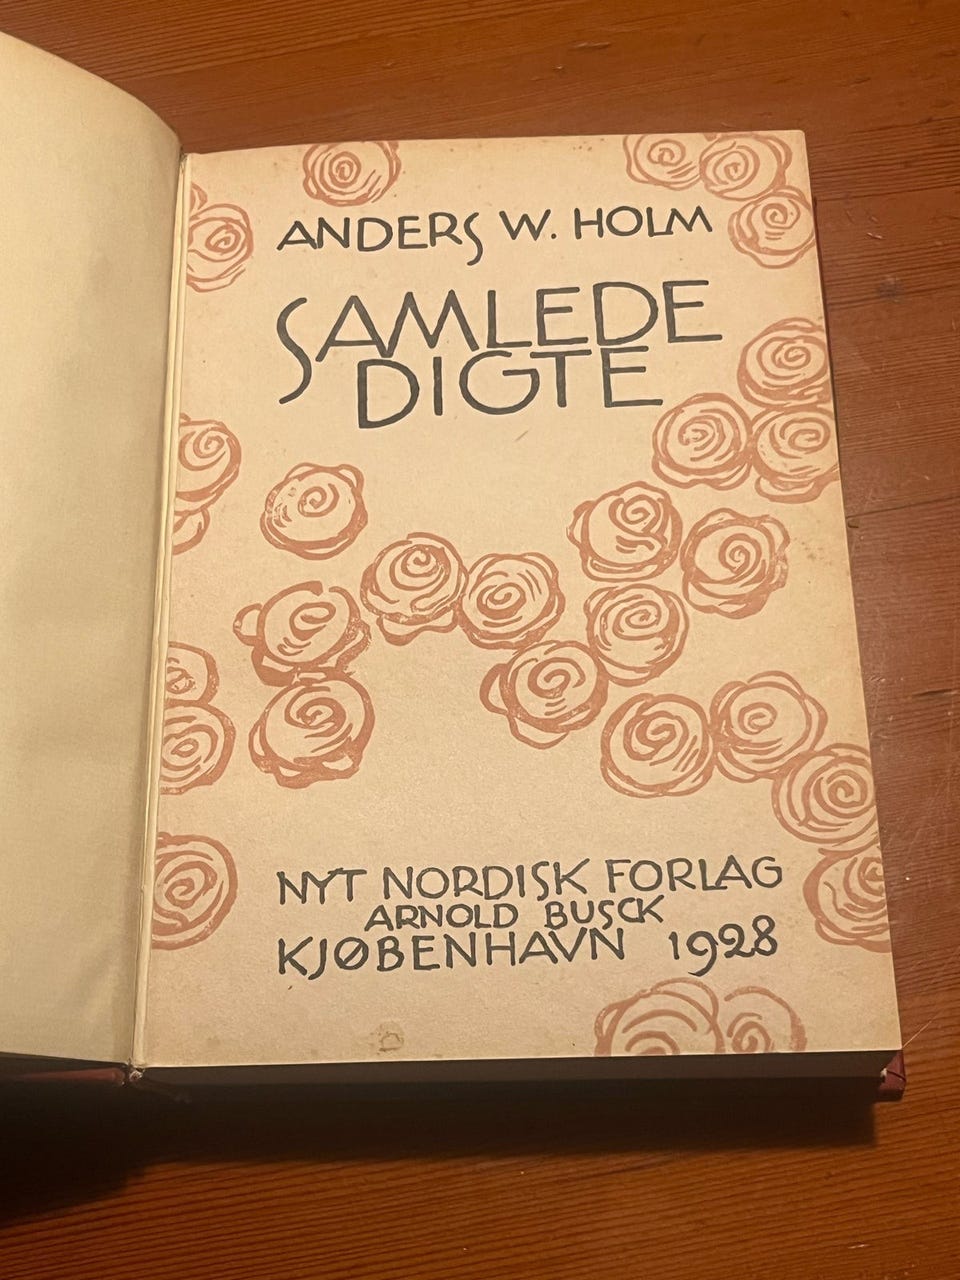 ANDERS W. HOLM
SAMLEDE
DIGTE
NYT NORDISK FORLAG
ARNOLD BUSCK
KJØBENHAVN 1928